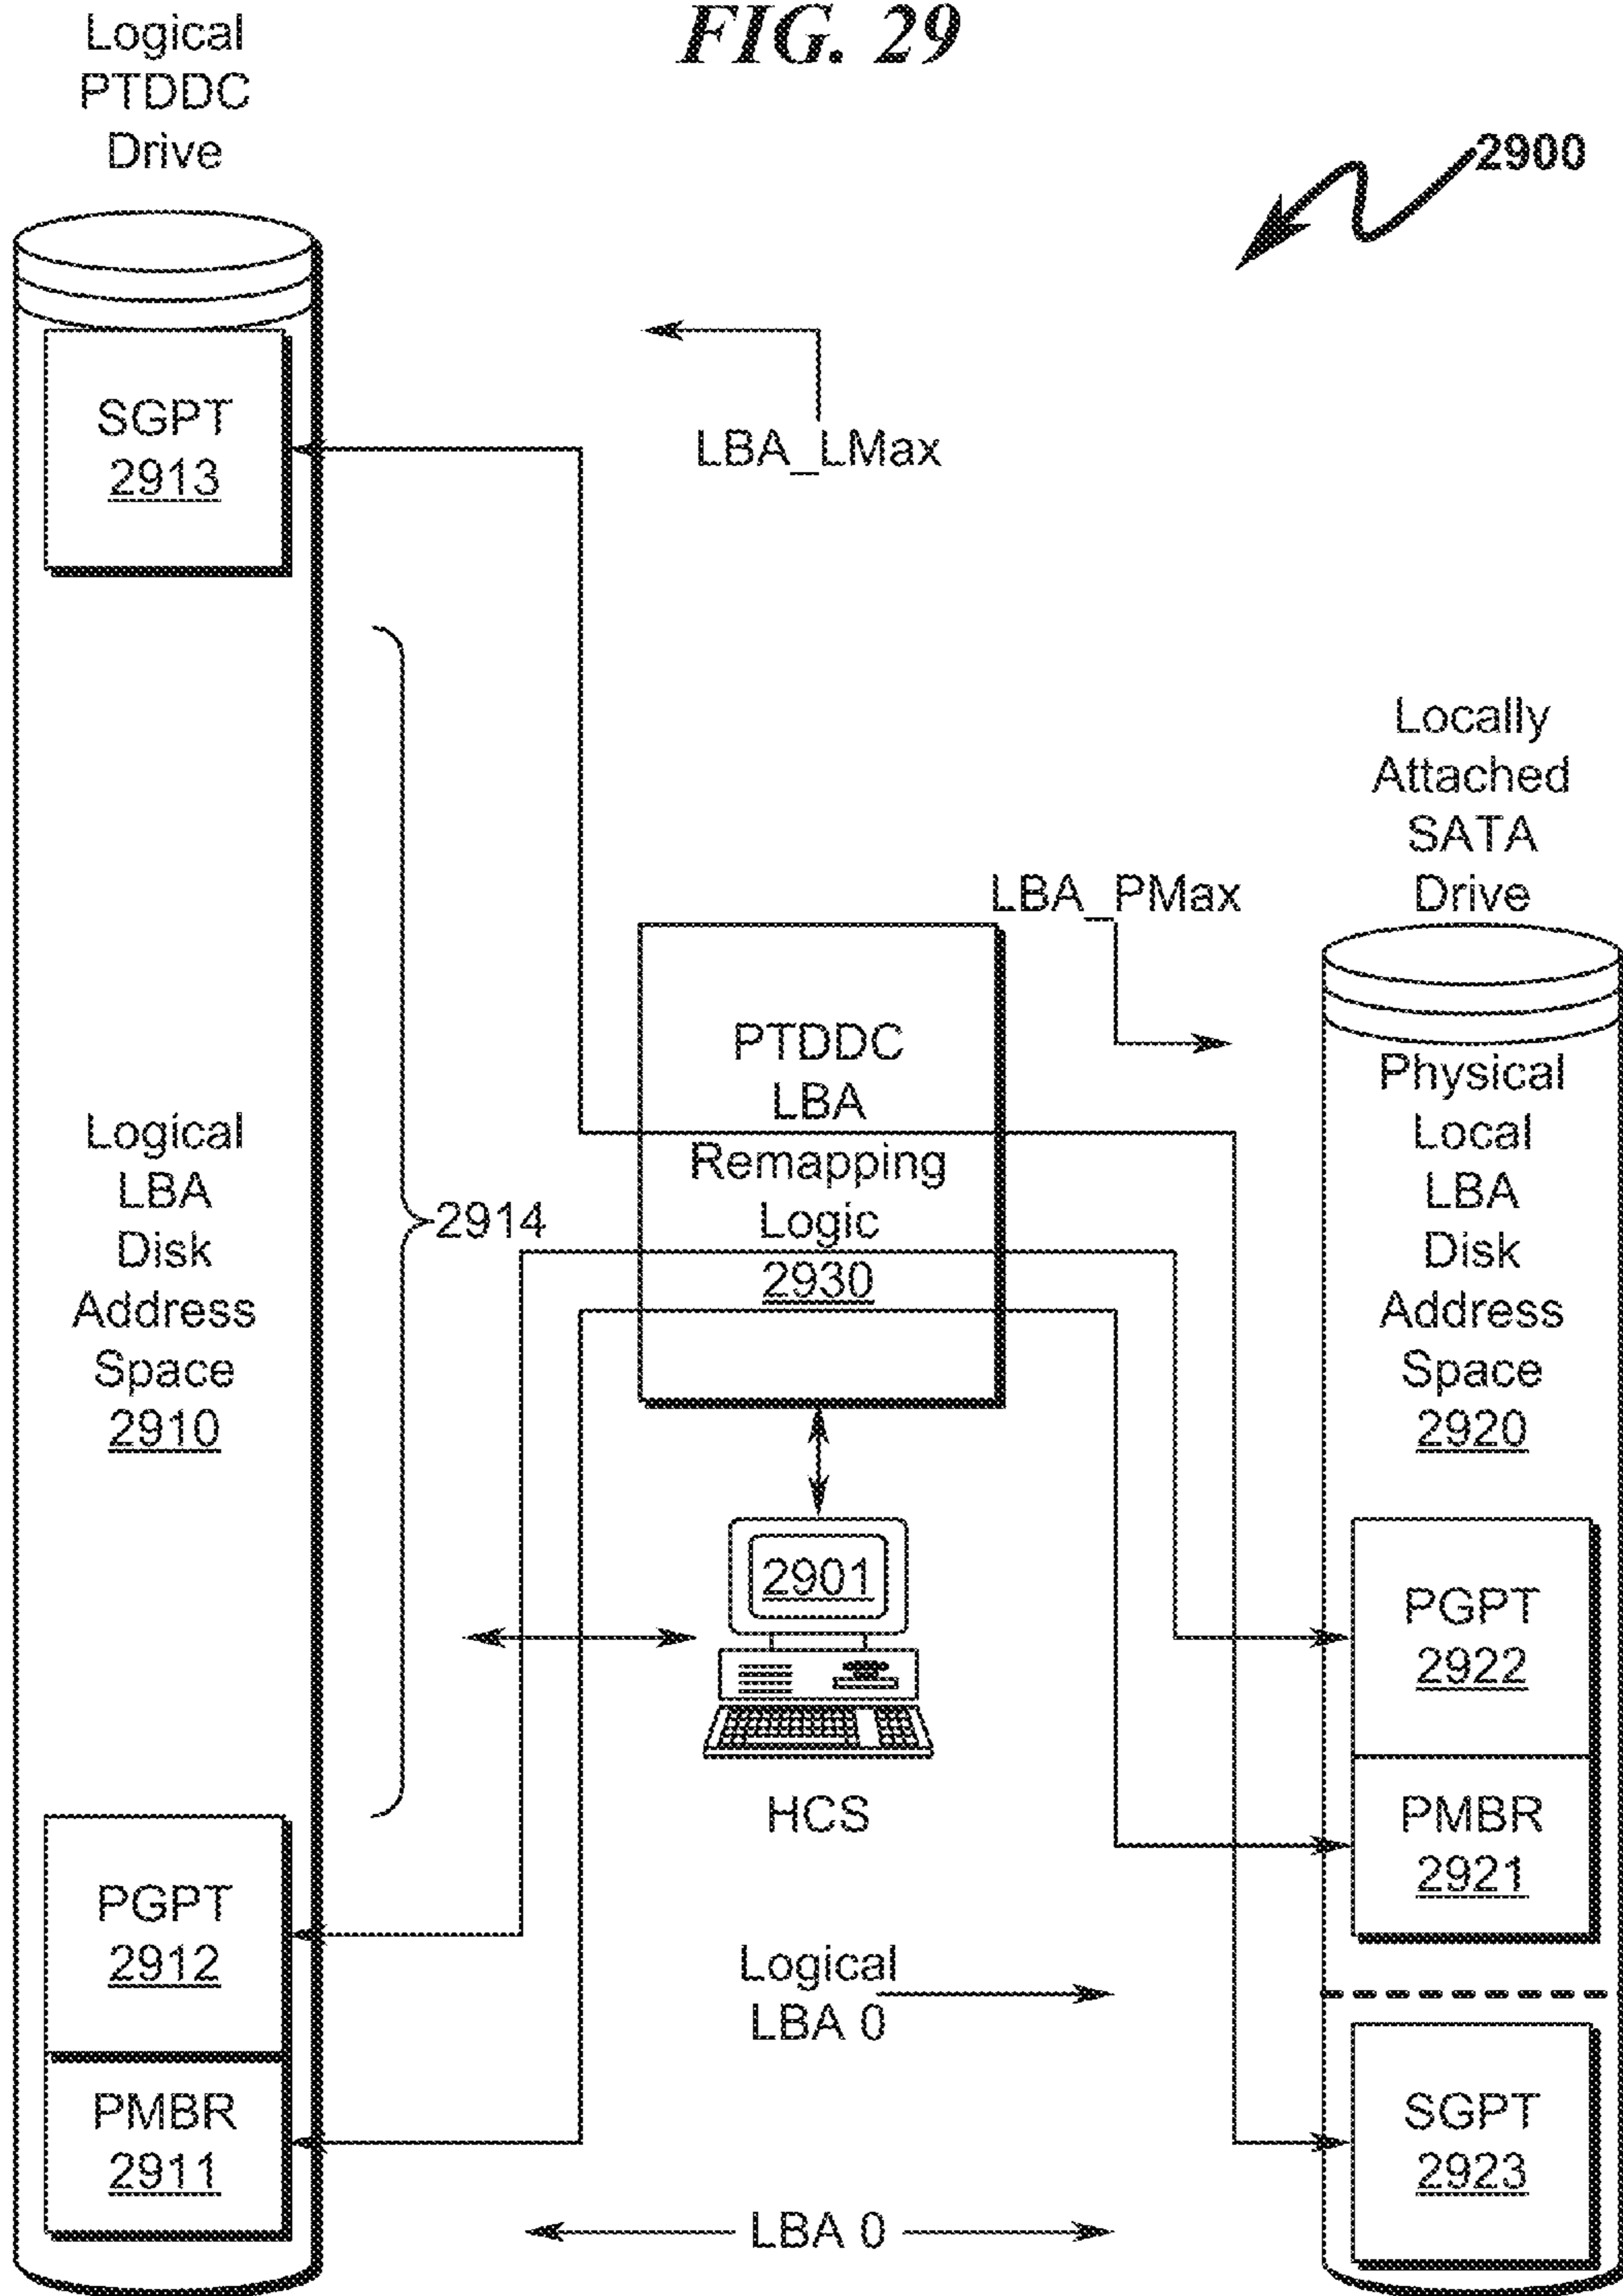 FIG. 29
Logical
PTDDC
Drive
2900
SGPT
2913
LBA_LMax
Locally
Attached
SATA
Drive
LBA_PMax
PTDDC
LBA
Remapping
Logic
2930
Physical
Local
LBA
Disk
Address
Space
2920
Logical
LBA
Disk
Address
Space
2910
2914
2901
HCS
PGPT
2922
PMBR
2921
PGPT
2912
Logical
LBA 0
PMBR
2911
SGPT
2923
LBA 0